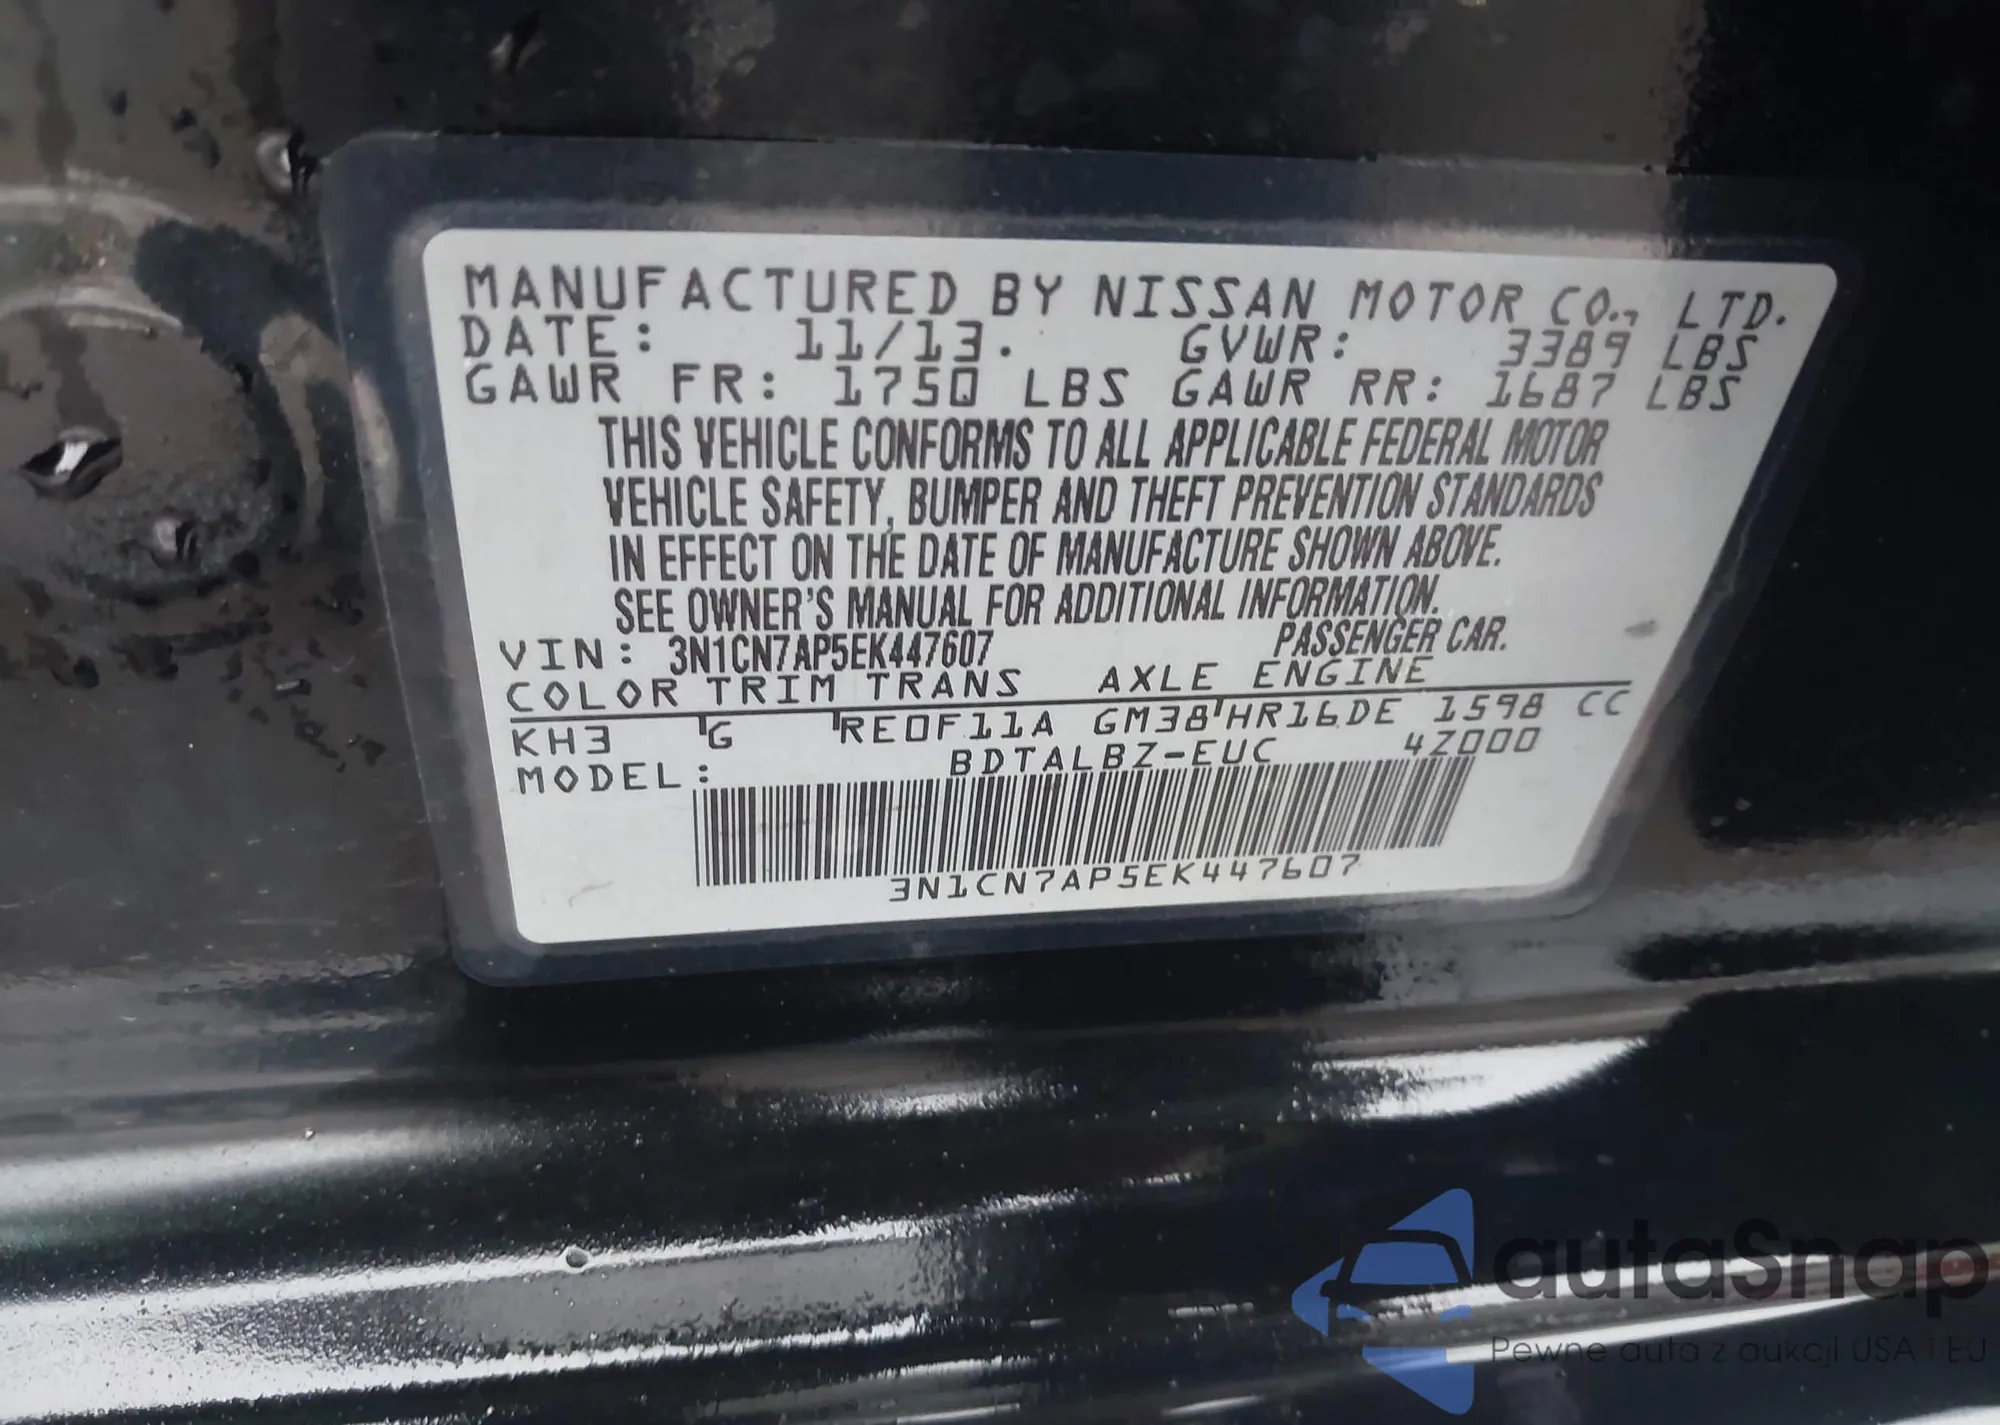 MANUFACTURED BY NISSAN MOTOR CO., LTD.
DATE: 11/13. GVWR: 3389 LBS
GAWR FR: 1750 LBS GAWR RR: 1687 LBS
THIS VEHICLE CONFORMS TO ALL APPLICABLE FEDERAL MOTOR
VEHICLE SAFETY, BUMPER AND THEFT PREVENTION STANDARDS
IN EFFECT ON THE DATE OF MANUFACTURE SHOWN ABOVE.
SEE OWNER'S MANUAL FOR ADDITIONAL INFORMATION.
VIN: 3N1CN7AP5EK447607 PASSENGER CAR.
COLOR TRIM TRANS AXLE ENGINE
KH3 G RE0F11A GM38 HR16DE 1598 CC
MODEL: BDTALBZ-EUC 4Z000
3N1CN7AP5EK447607
autaSnap
Pewne auta z aukcji USA i EU